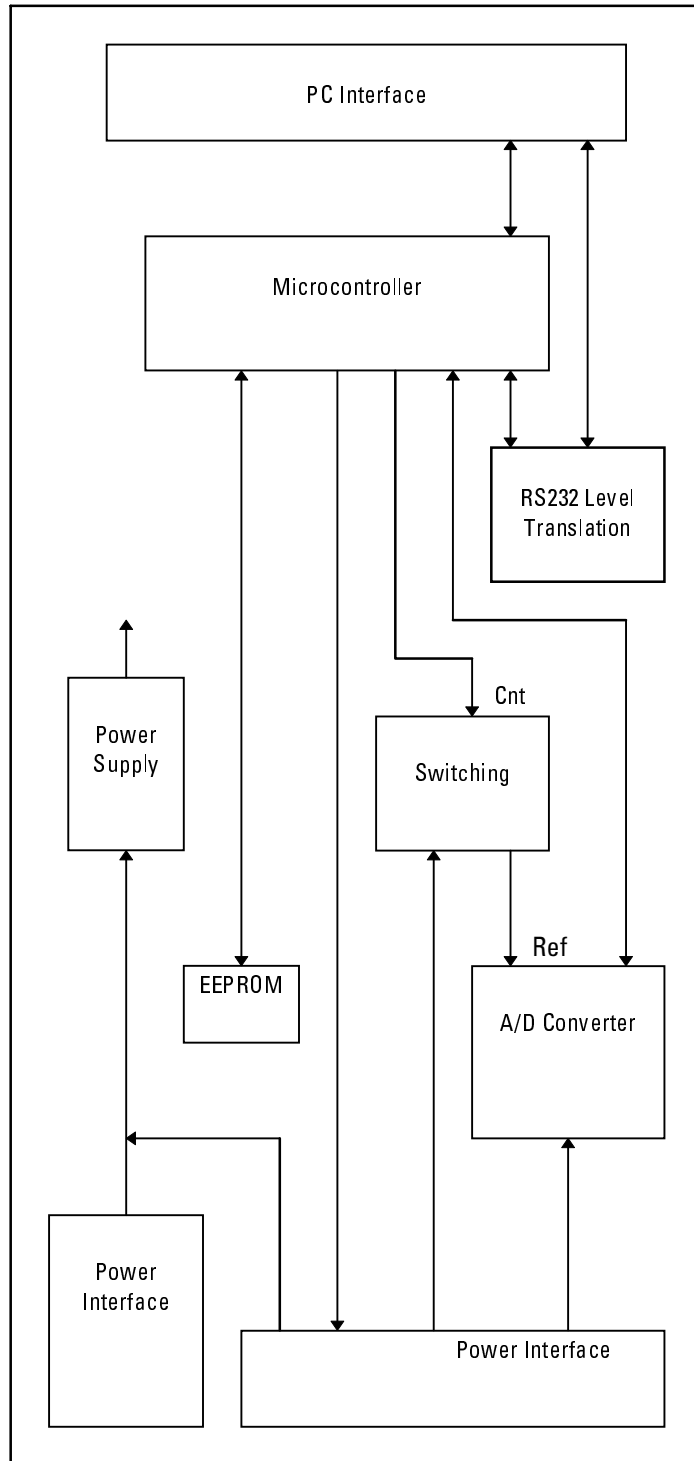 PC Interface
Microcontroller
RS232 Level
Translation
Cnt
Power
Supply
Switching
Ref
EEPROM
A/D Converter
Power
Interface
Power Interface